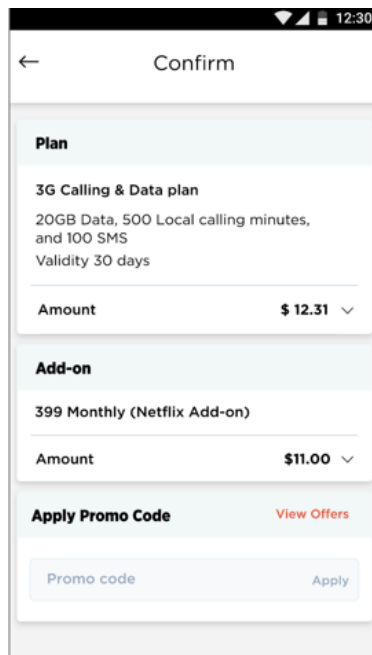 12:30
Confirm
Plan
3G Calling & Data plan
20GB Data, 500 Local calling minutes,
and 100 SMS
Validity 30 days
Amount $ 12.31
Add-on
399 Monthly (Netflix Add-on)
Amount $11.00
Apply Promo Code View Offers
Promo code Apply